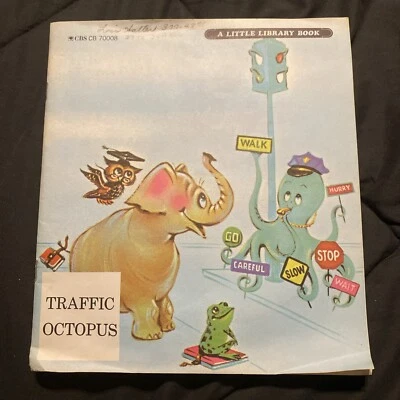 CBS CB 70008
A LITTLE LIBRARY BOOK
WALK
HURRY
GO
STOP
CAREFUL
SLOW
WAIT
TRAFFIC
OCTOPUS